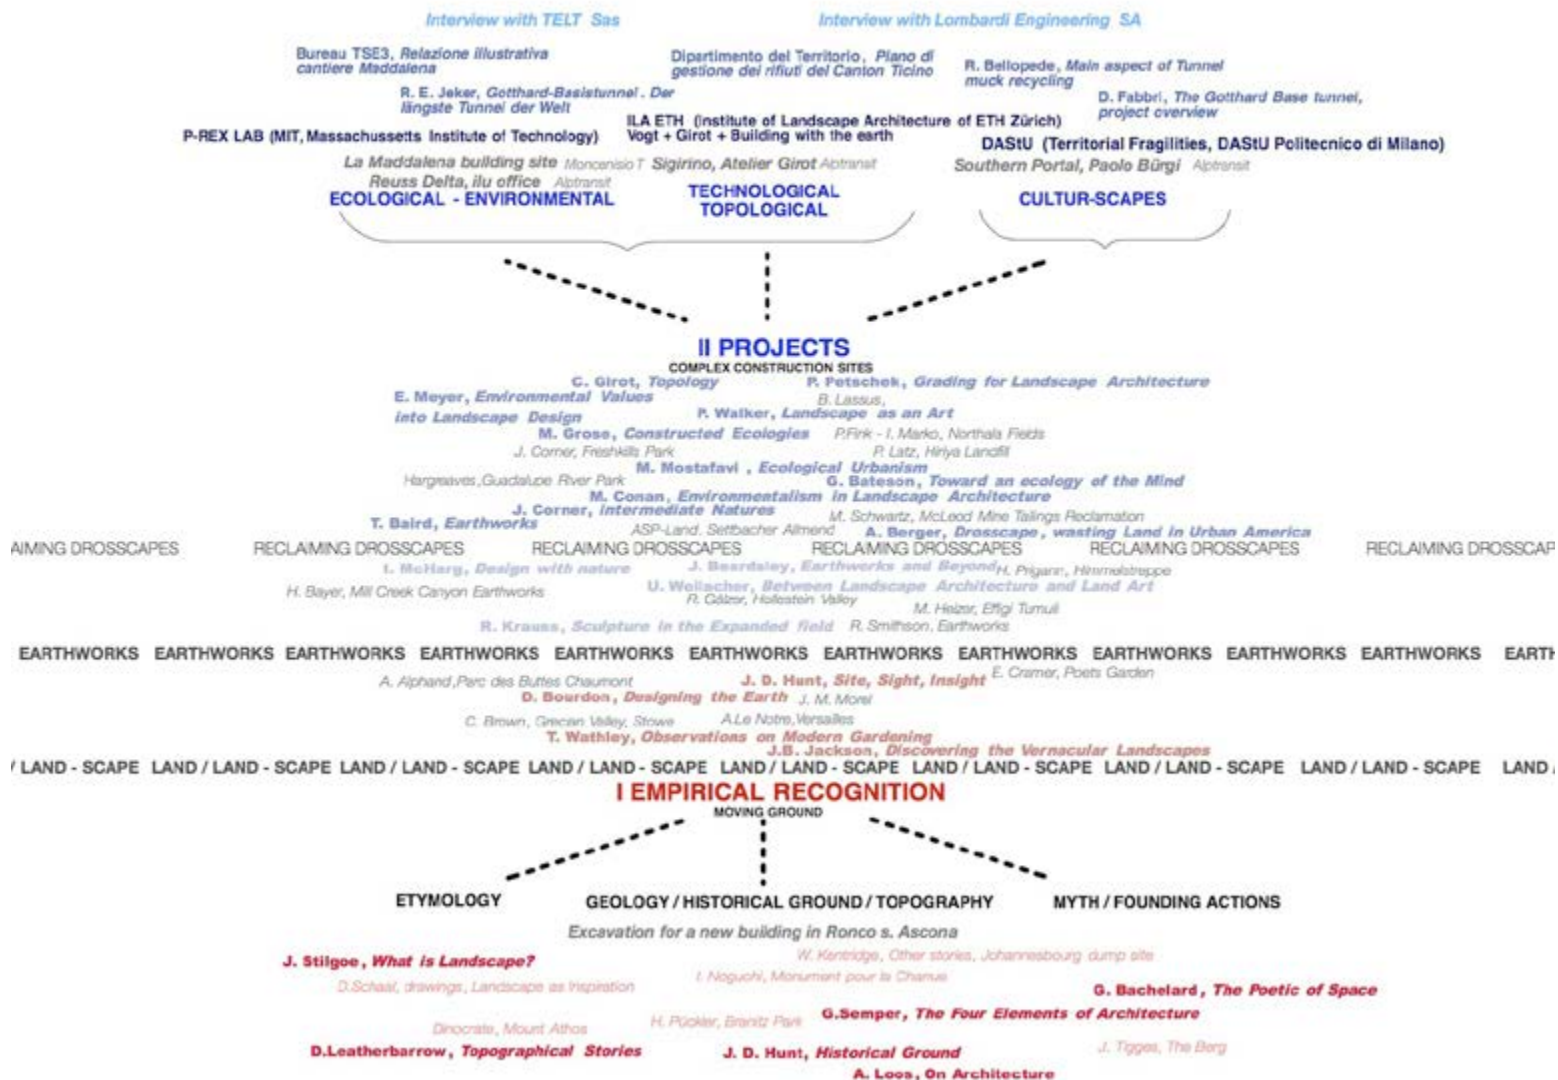 Interview with TELT Sas
Interview with Lombardi Engineering SA
Bureau TSE3, Relazione illustrativa
cantiere Maddalena
Dipartimento del Territorio, Piano di
gestione dei rifiuti del Canton Ticino
R. Bellopede, Main aspect of Tunnel
muck recycling
R. E. Jeker, Gotthard-Basistunnel. Der
längste Tunnel der Welt
D. Fabbri, The Gotthard Base tunnel,
project overview
P-REX LAB (MIT, Massachussetts Institute of Technology)
ILA ETH (Institute of Landscape Architecture of ETH Zürich)
Vogt + Girot + Building with the earth
DAStU (Territorial Fragilities, DAStU Politecnico di Milano)
La Maddalena building site Moncenisio T
Sigirino, Atelier Girot Alptransit
Southern Portal, Paolo Bürgi Alptransit
Reuss Delta, ilu office Alptransit
ECOLOGICAL - ENVIRONMENTAL
TECHNOLOGICAL
TOPOLOGICAL
CULTUR-SCAPES
II PROJECTS
COMPLEX CONSTRUCTION SITES
C. Girot, Topology
P. Petschek, Grading for Landscape Architecture
E. Meyer, Environmental Values
into Landscape Design
B. Lassus,
P. Walker, Landscape as an Art
M. Grose, Constructed Ecologies
P.Fink - I. Marko, Northala Fields
J. Corner, Freshkills Park
P. Latz, Hiriya Landfill
M. Mostafavi , Ecological Urbanism
Hargreaves,Guadalupe River Park
G. Bateson, Toward an ecology of the Mind
M. Conan, Environmentalism in Landscape Architecture
J. Corner, Intermediate Natures
M. Schwartz, McLeod Mine Tailings Reclamation
T. Baird, Earthworks
ASP-Land, Settbacher Allmend
A. Berger, Drosscape, wasting Land in Urban America
AIMING DROSSCAPES RECLAIMING DROSSCAPES RECLAIMING DROSSCAPES RECLAIMING DROSSCAPES RECLAIMING DROSSCAPES RECLAIMING DROSSCAP
I. McHarg, Design with nature
J. Beardsley, Earthworks and Beyond
H. Prigann, Himmelstreppe
H. Bayer, Mill Creek Canyon Earthworks
U. Weilacher, Between Landscape Architecture and Land Art
R. Gälzer, Hollestein Valley
M. Heizer, Effigi Tumuli
R. Krauss, Sculpture in the Expanded field
R. Smithson, Earthworks
EARTHWORKS EARTHWORKS EARTHWORKS EARTHWORKS EARTHWORKS EARTHWORKS EARTHWORKS EARTHWORKS EARTHWORKS EARTHWORKS EARTHWORKS EARTH
A. Alphand,Parc des Buttes Chaumont
J. D. Hunt, Site, Sight, Insight
E. Cramer, Poets Garden
D. Bourdon, Designing the Earth
J. M. Morel
C. Brown, Grecian Valley, Stowe
A.Le Notre,Versailles
T. Wathley, Observations on Modern Gardening
J.B. Jackson, Discovering the Vernacular Landscapes
/ LAND - SCAPE LAND / LAND - SCAPE LAND / LAND - SCAPE LAND / LAND - SCAPE LAND / LAND - SCAPE LAND / LAND - SCAPE LAND / LAND - SCAPE LAND / LAND - SCAPE LAND /
I EMPIRICAL RECOGNITION
MOVING GROUND
ETYMOLOGY
GEOLOGY / HISTORICAL GROUND / TOPOGRAPHY
MYTH / FOUNDING ACTIONS
Excavation for a new building in Ronco s. Ascona
J. Stilgoe, What is Landscape?
W. Kentridge, Other stories, Johannesbourg dump site
I. Noguchi, Monument pour la Charrue
D.Schaal, drawings, Landscape as Inspiration
G. Bachelard, The Poetic of Space
G.Semper, The Four Elements of Architecture
H. Pückler, Branitz Park
Dinocrate, Mount Athos
D.Leatherbarrow, Topographical Stories
J. D. Hunt, Historical Ground
J. Tigges, The Berg
A. Loos, On Architecture